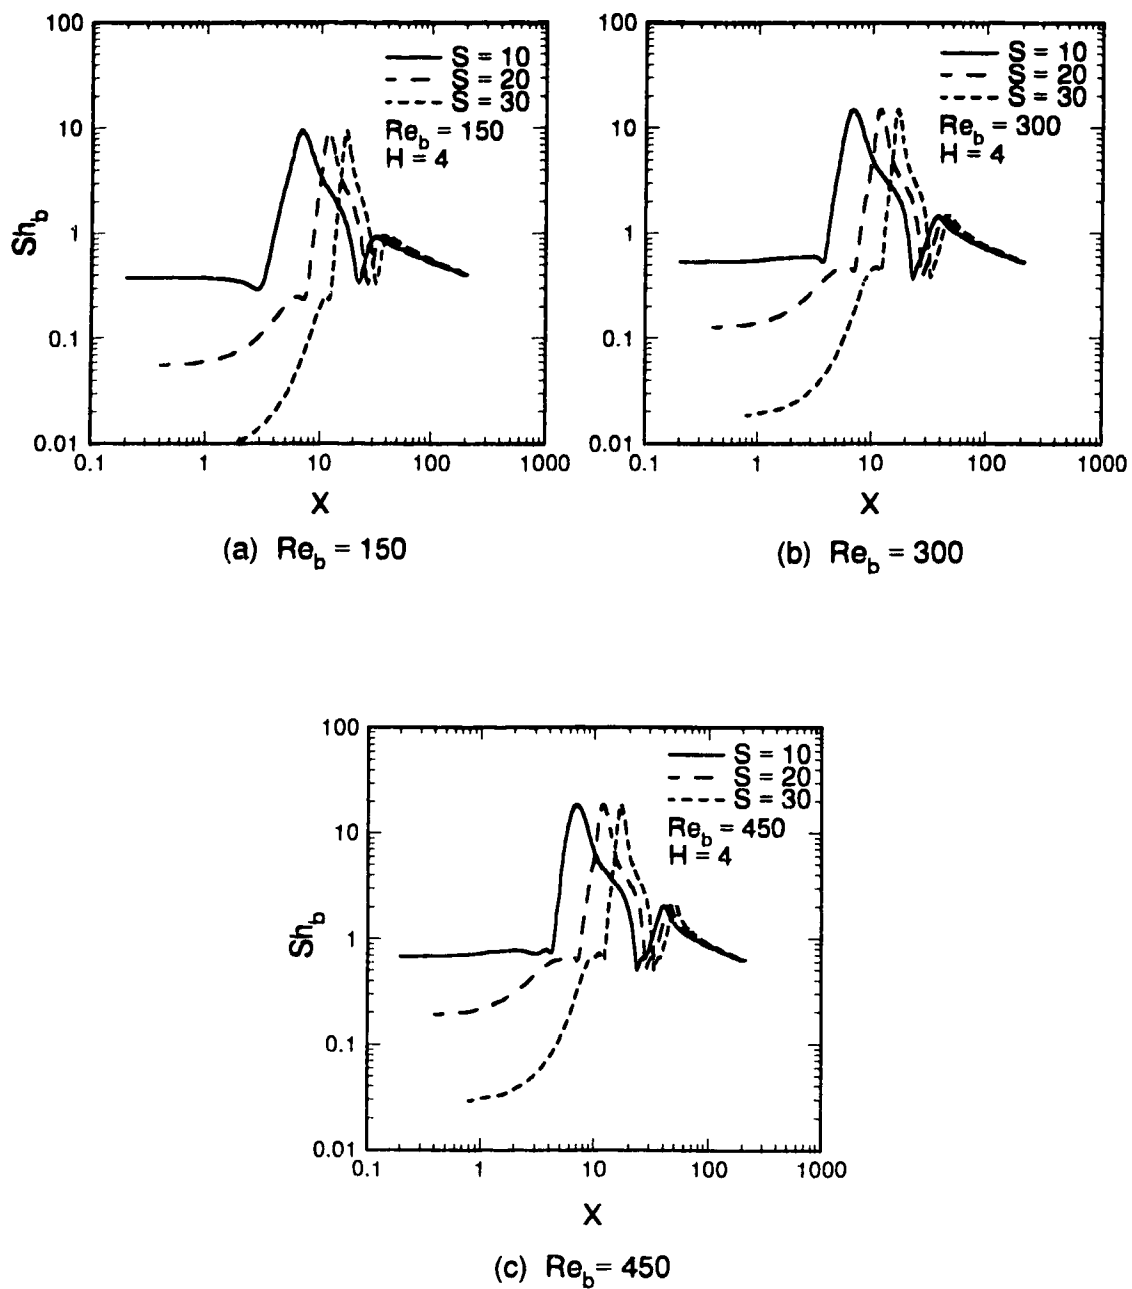 100
10
1
0.1
0.01
0.1
1
10
100
1000
Sh_b
X
S = 10
S = 20
S = 30
Re_b = 150
H = 4
(a) Re_b = 150
100
10
1
0.1
0.01
0.1
1
10
100
1000
X
S = 10
S = 20
S = 30
Re_b = 300
H = 4
(b) Re_b = 300
100
10
1
0.1
0.01
0.1
1
10
100
1000
Sh_b
X
S = 10
S = 20
S = 30
Re_b = 450
H = 4
(c) Re_b = 450